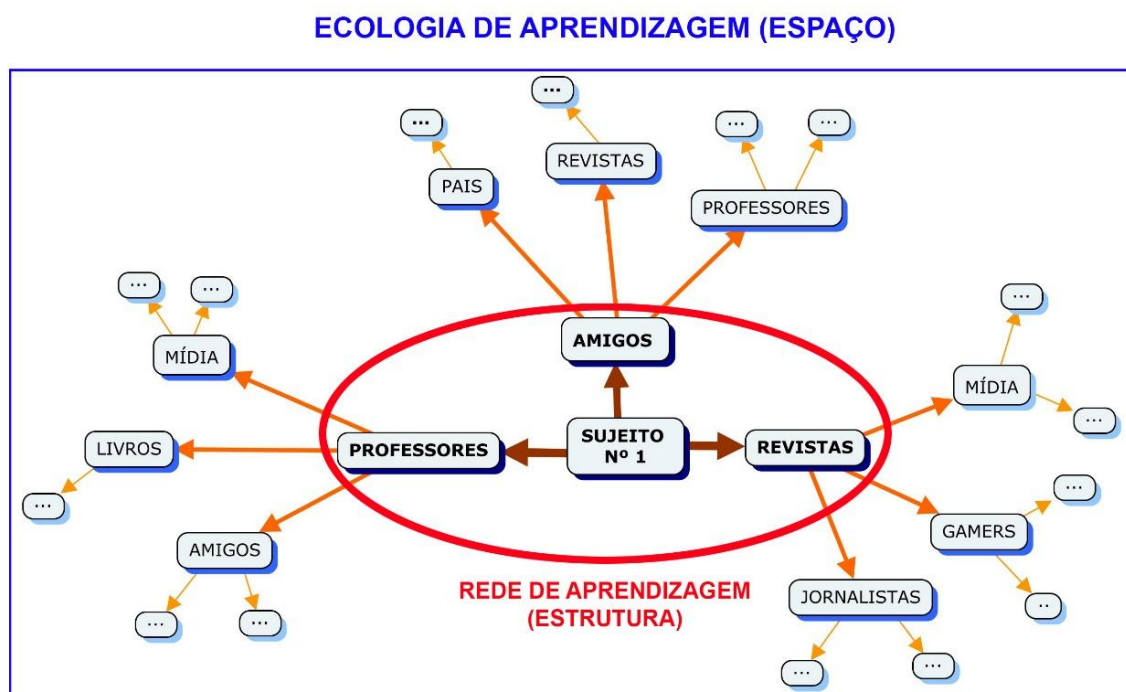 ECOLOGIA DE APRENDIZAGEM (ESPAÇO)
...
...
...
...
REVISTAS
PAIS
PROFESSORES
...
...
...
MÍDIA
AMIGOS
MÍDIA
...
LIVROS
PROFESSORES
SUJEITO
Nº 1
REVISTAS
...
...
GAMERS
AMIGOS
REDE DE APRENDIZAGEM
(ESTRUTURA)
JORNALISTAS
..
...
...
...
...